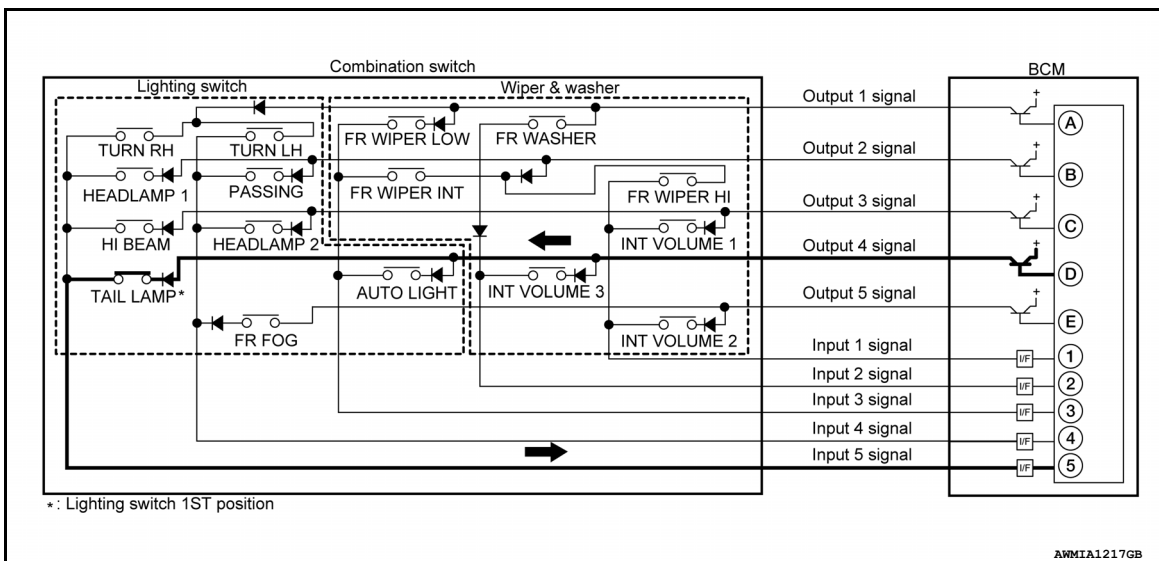 Combination switch
BCM
Lighting switch
Wiper & washer
Output 1 signal
+
A
TURN RH
TURN LH
FR WIPER LOW
FR WASHER
Output 2 signal
+
B
HEADLAMP 1
PASSING
FR WIPER INT
FR WIPER HI
Output 3 signal
+
C
HI BEAM
HEADLAMP 2
INT VOLUME 1
Output 4 signal
+
D
TAIL LAMP*
AUTO LIGHT
INT VOLUME 3
Output 5 signal
+
E
FR FOG
INT VOLUME 2
Input 1 signal
I/F
1
Input 2 signal
I/F
2
Input 3 signal
I/F
3
Input 4 signal
I/F
4
Input 5 signal
I/F
5
*: Lighting switch 1ST position
AWMIA1217GB